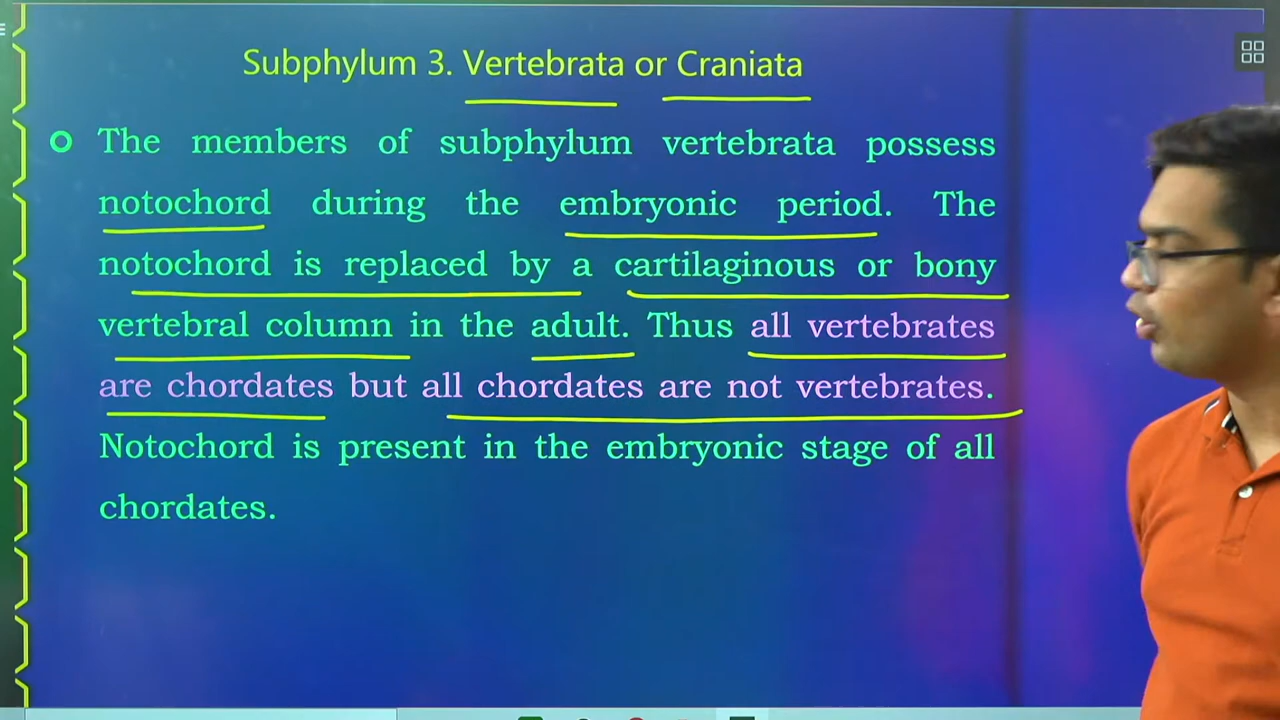 Subphylum 3. Vertebrata or Craniata
The members of subphylum vertebrata possess
notochord during the embryonic period. The
notochord is replaced by a cartilaginous or bony
vertebral column in the adult. Thus all vertebrates
are chordates but all chordates are not vertebrates.
Notochord is present in the embryonic stage of all
chordates.